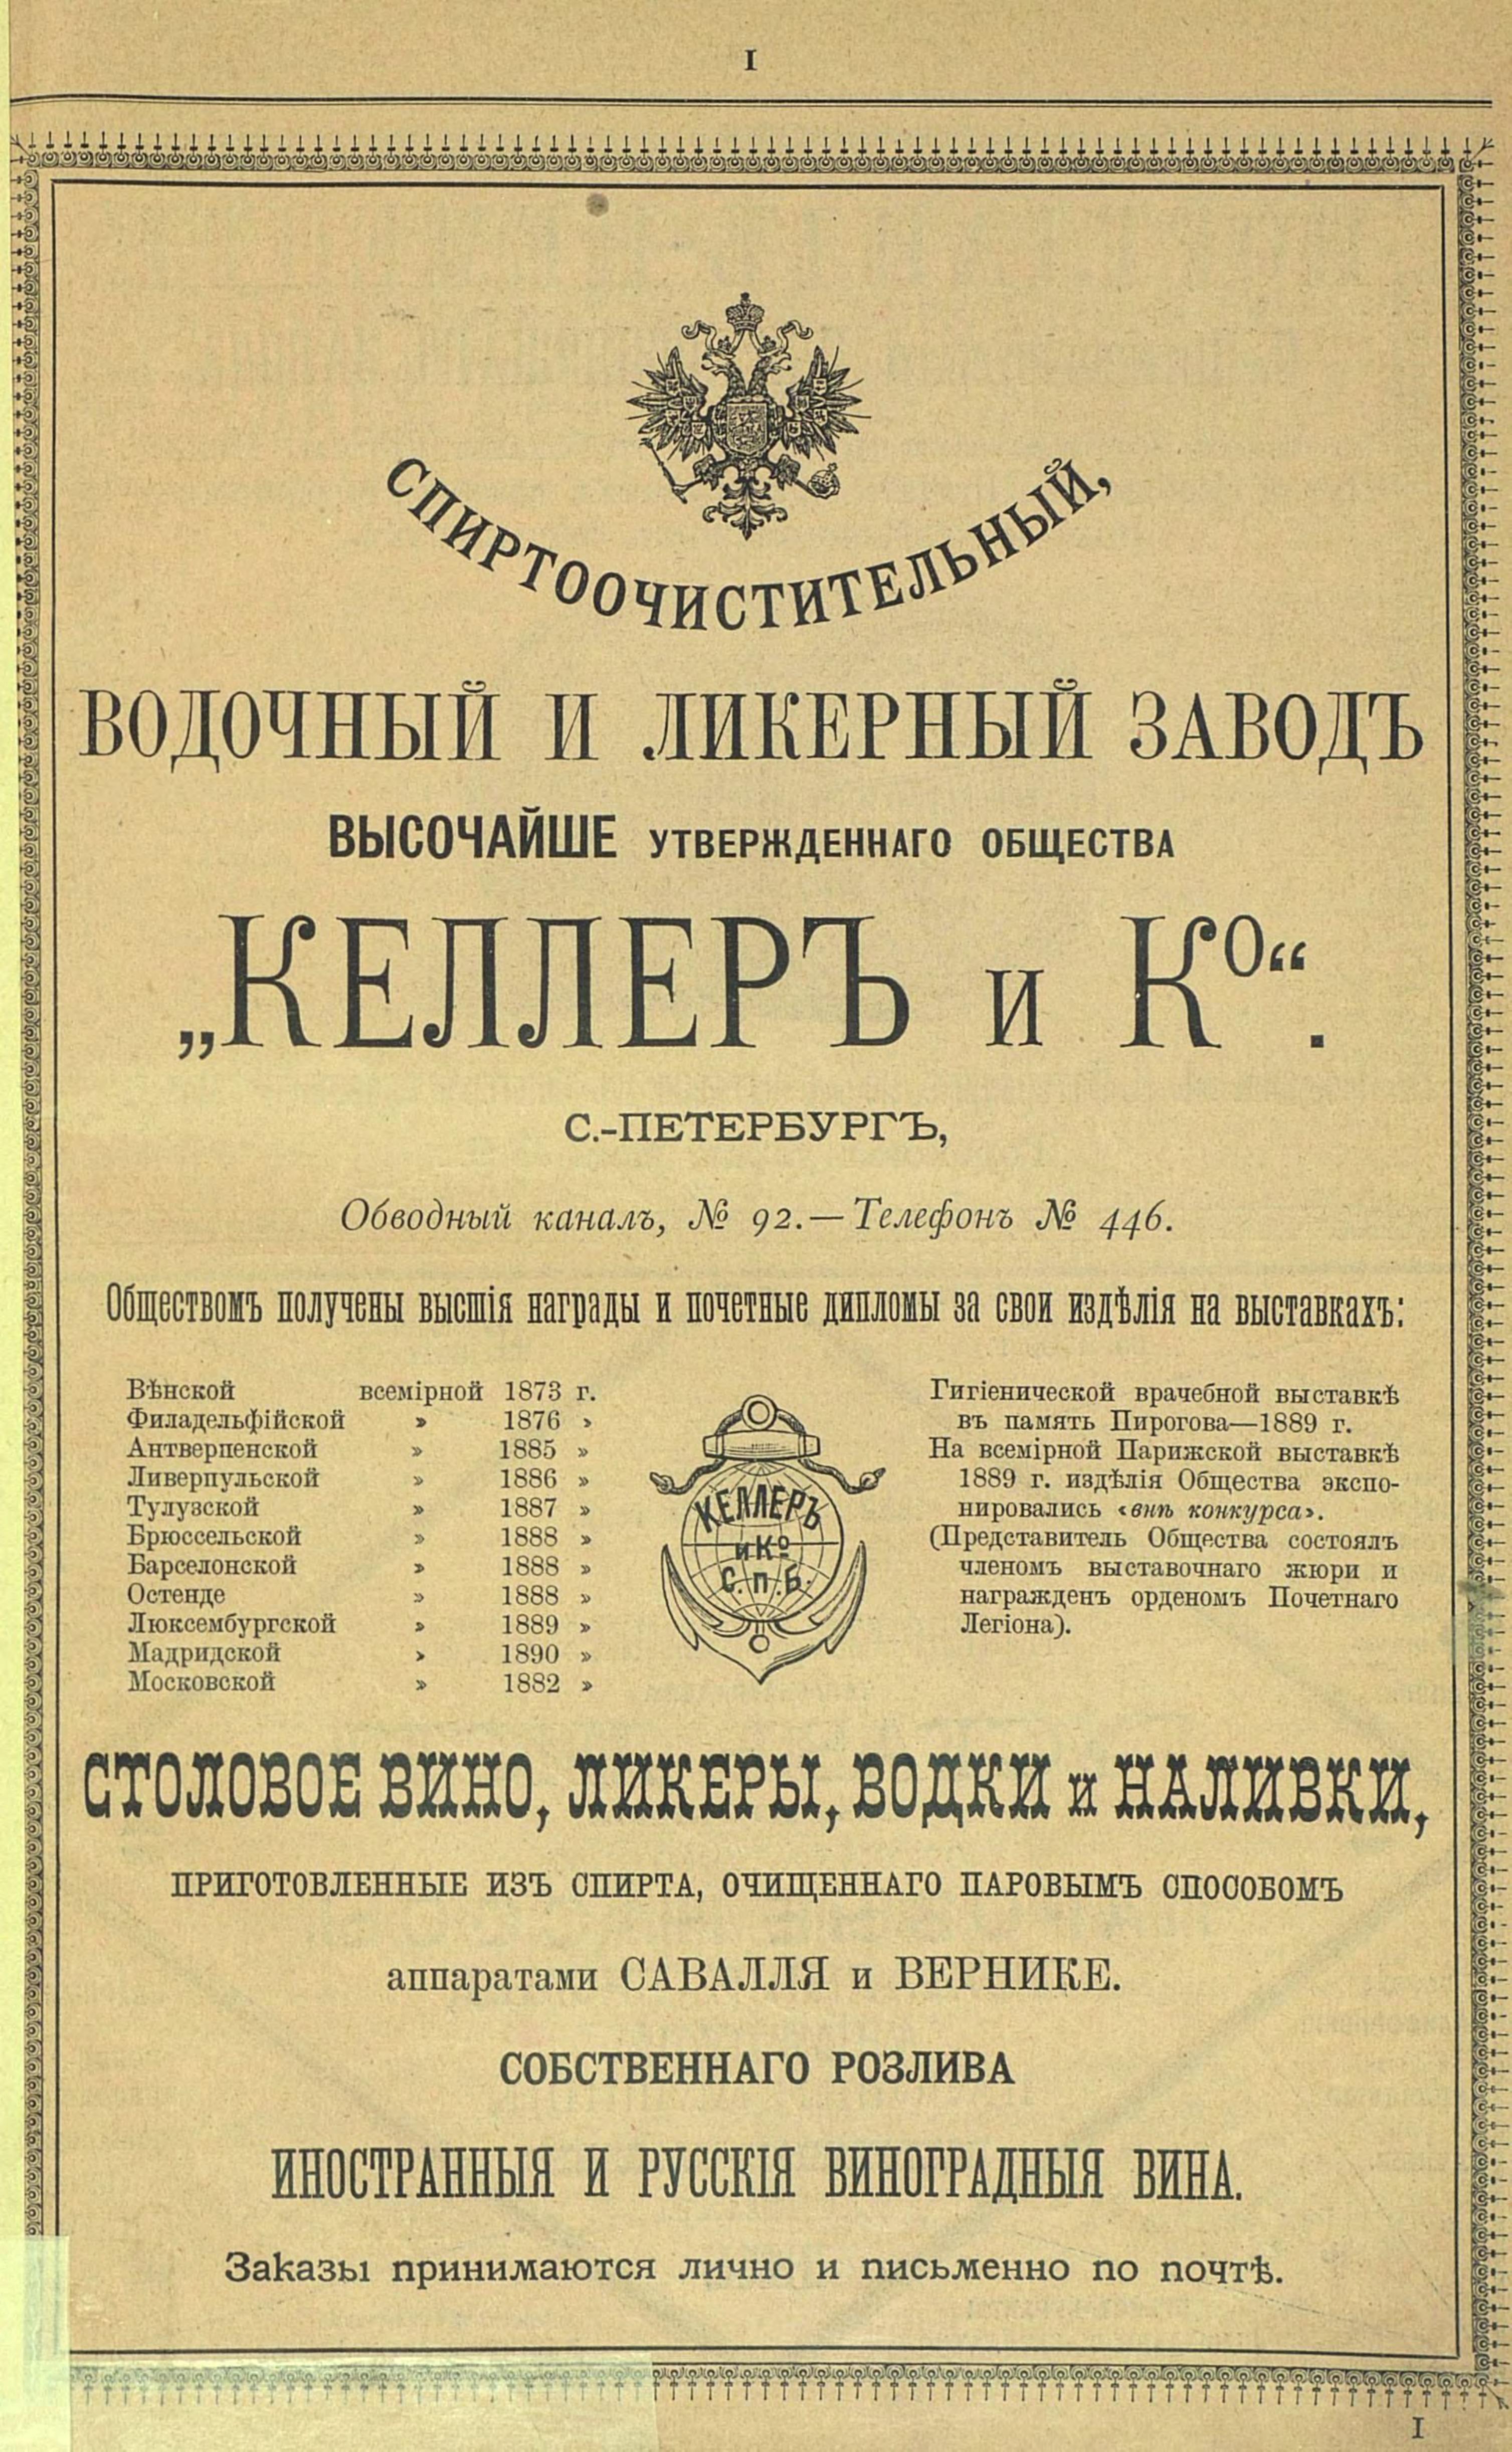 I
СПИРТООЧИСТИТЕЛЬНЫЙ,
ВОДОЧНЫЙ И ЛИКЕРНЫЙ ЗАВОДЪ
ВЫСОЧАЙШЕ УТВЕРЖДЕННАГО ОБЩЕСТВА
„КЕЛЛЕРЪ и Ко“.
С.-ПЕТЕРБУРГЪ,
Обводный каналъ, № 92.—Телефонъ № 446.
Обществомъ получены высшія награды и почетные дипломы за свои издѣлія на выставкахъ:
Вѣнской всемірной 1873 г.
Филадельфійской » 1876 »
Антверпенской » 1885 »
Ливерпульской » 1886 »
Тулузской » 1887 »
Брюссельской » 1888 »
Барселонской » 1888 »
Остенде » 1888 »
Люксембургской » 1889 »
Мадридской » 1890 »
Московской » 1882 »
КЕЛЛЕРЪ
и Ко
С.П.Б.
Гигіенической врачебной выставкѣ
въ память Пирогова—1889 г.
На всемірной Парижской выставкѣ
1889 г. издѣлія Общества экспо-
нировались «внѣ конкурса».
(Представитель Общества состоялъ
членомъ выставочнаго жюри и
награжденъ орденомъ Почетнаго
Легіона).
СТОЛОВОЕ ВИНО, ЛИКЕРЫ, ВОДКИ и НАЛИВКИ,
ПРИГОТОВЛЕННЫЕ ИЗЪ СПИРТА, ОЧИЩЕННАГО ПАРОВЫМЪ СПОСОБОМЪ
аппаратами САВАЛЛЯ и ВЕРНИКЕ.
СОБСТВЕННАГО РОЗЛИВА
ИНОСТРАННЫЯ И РУССКІЯ ВИНОГРАДНЫЯ ВИНА.
Заказы принимаются лично и письменно по почтѣ.
I